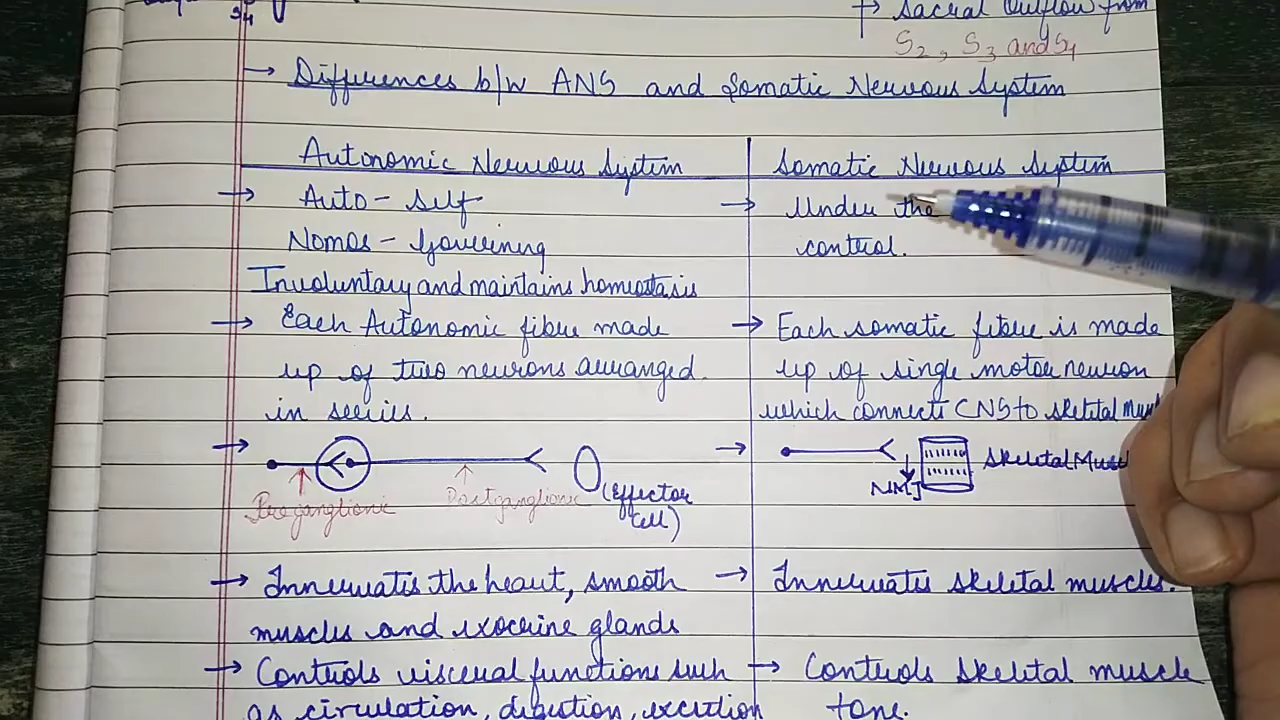 → Sacral Outflow from
S2, S3 and S4
→ Differences b/w ANS and Somatic Nervous System
Autonomic Nervous System
Somatic Nervous System
→ Auto - Self
Nomos - Governing
Involuntary and maintains homeostasis
→ Under the
control.
→ Each Autonomic fibre made
up of two neurons arranged
in series.
→ Each somatic fibre is made
up of single motor neuron
which connects CNS to skeletal
→
Preganglionic
Postganglionic
(Effector
Cell)
→
NMJ
Skeletal
→ Innervates the heart, smooth
muscles and exocrine glands
→ Innervates skeletal muscles.
→ Controls visceral functions such
as circulation, digestion, excretion
→ Controls skeletal muscle
tone.